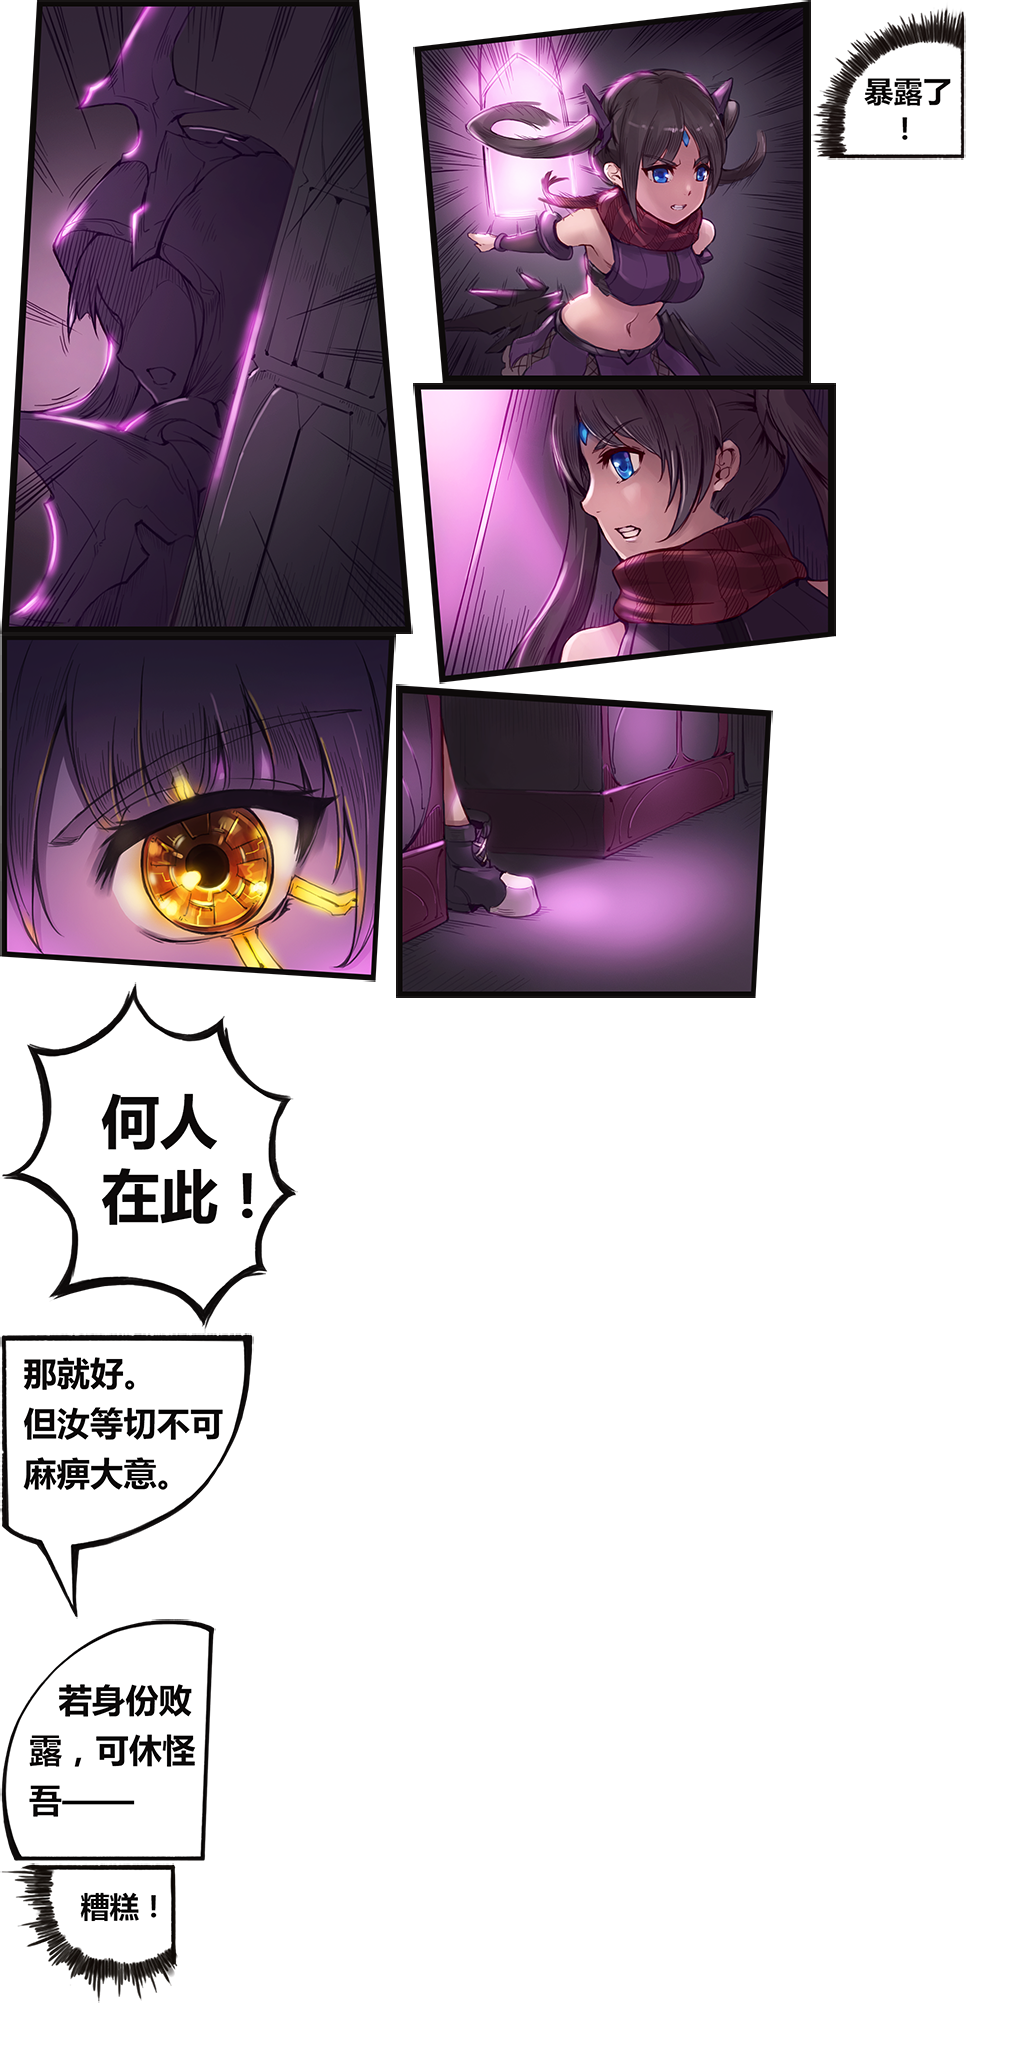 暴露了
！
何人
在此！
那就好。
但汝等切不可
麻痹大意。
若身份败
露，可休怪
吾——
糟糕！